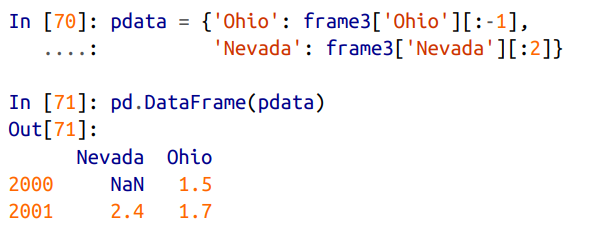 In [70]: pdata = {'Ohio': frame3['Ohio'][:-1],
   ....:          'Nevada': frame3['Nevada'][:2]}
In [71]: pd.DataFrame(pdata)
Out[71]:
      Nevada  Ohio
2000     NaN   1.5
2001     2.4   1.7